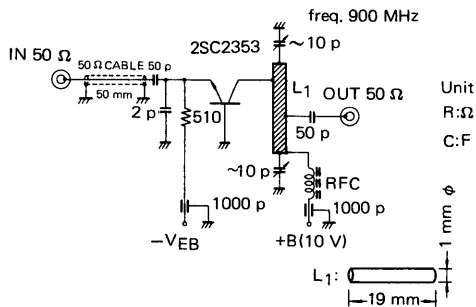 freq. 900 MHz
IN 50 Ω
50 Ω CABLE 50 p
50 mm
2 p
510
2SC2353
~ 10 p
L₁
OUT 50 Ω
50 p
~10 p
RFC
1000 p
1000 p
−V_EB
+B(10 V)
Unit
R:Ω
C:F
1 mm φ
L₁:
19 mm